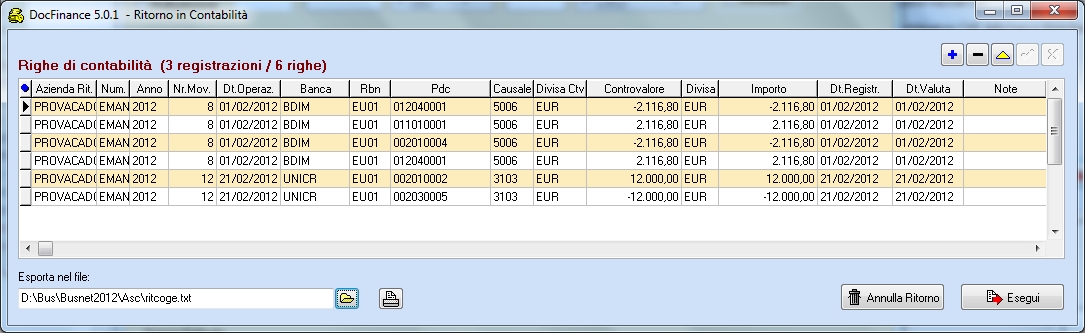 DocFinance 5.0.1 - Ritorno in Contabilità
Righe di contabilità (3 registrazioni / 6 righe)
Azienda Rit. Num. Anno Nr.Mov. Dt.Operaz. Banca Rbn Pdc Causale Divisa Ctv Controvalore Divisa Importo Dt.Registr. Dt.Valuta Note
PROVACADO EMAN 2012 8 01/02/2012 BDIM EU01 012040001 5006 EUR -2.116,80 EUR -2.116,80 01/02/2012 01/02/2012
PROVACADO EMAN 2012 8 01/02/2012 BDIM EU01 011010001 5006 EUR 2.116,80 EUR 2.116,80 01/02/2012 01/02/2012
PROVACADO EMAN 2012 8 01/02/2012 BDIM EU01 002010004 5006 EUR -2.116,80 EUR -2.116,80 01/02/2012 01/02/2012
PROVACADO EMAN 2012 8 01/02/2012 BDIM EU01 012040001 5006 EUR 2.116,80 EUR 2.116,80 01/02/2012 01/02/2012
PROVACADO EMAN 2012 12 21/02/2012 UNICR EU01 002010002 3103 EUR 12.000,00 EUR 12.000,00 21/02/2012 21/02/2012
PROVACADO EMAN 2012 12 21/02/2012 UNICR EU01 002030005 3103 EUR -12.000,00 EUR -12.000,00 21/02/2012 21/02/2012
Esporta nel file:
D:\Bus\Busnet2012\Asc\ritcoge.txt
Annulla Ritorno
Esegui